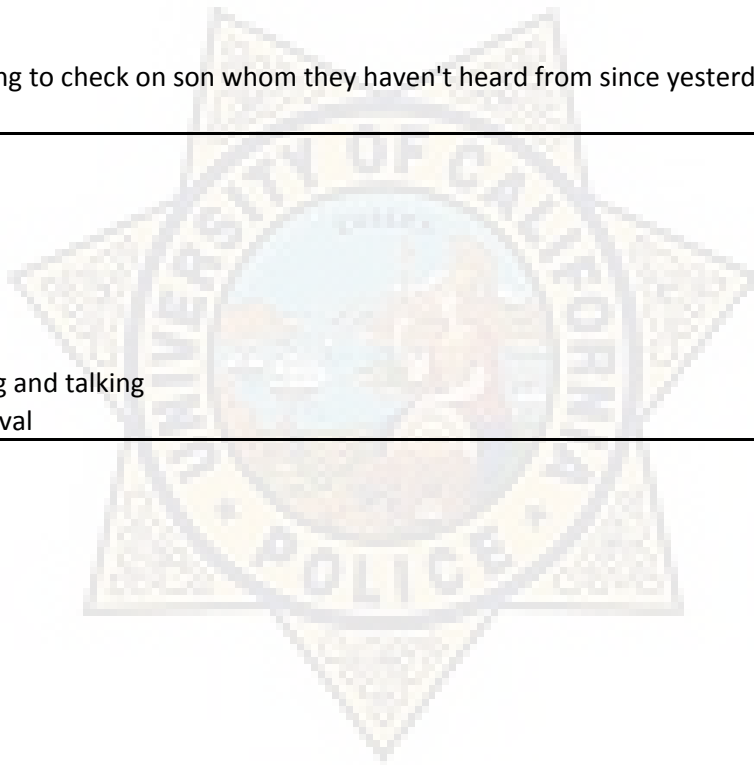 ng to check on son whom they haven't heard from since yesterd
UNIVERSITY OF CALIFORNIA
g and talking
val
POLICE